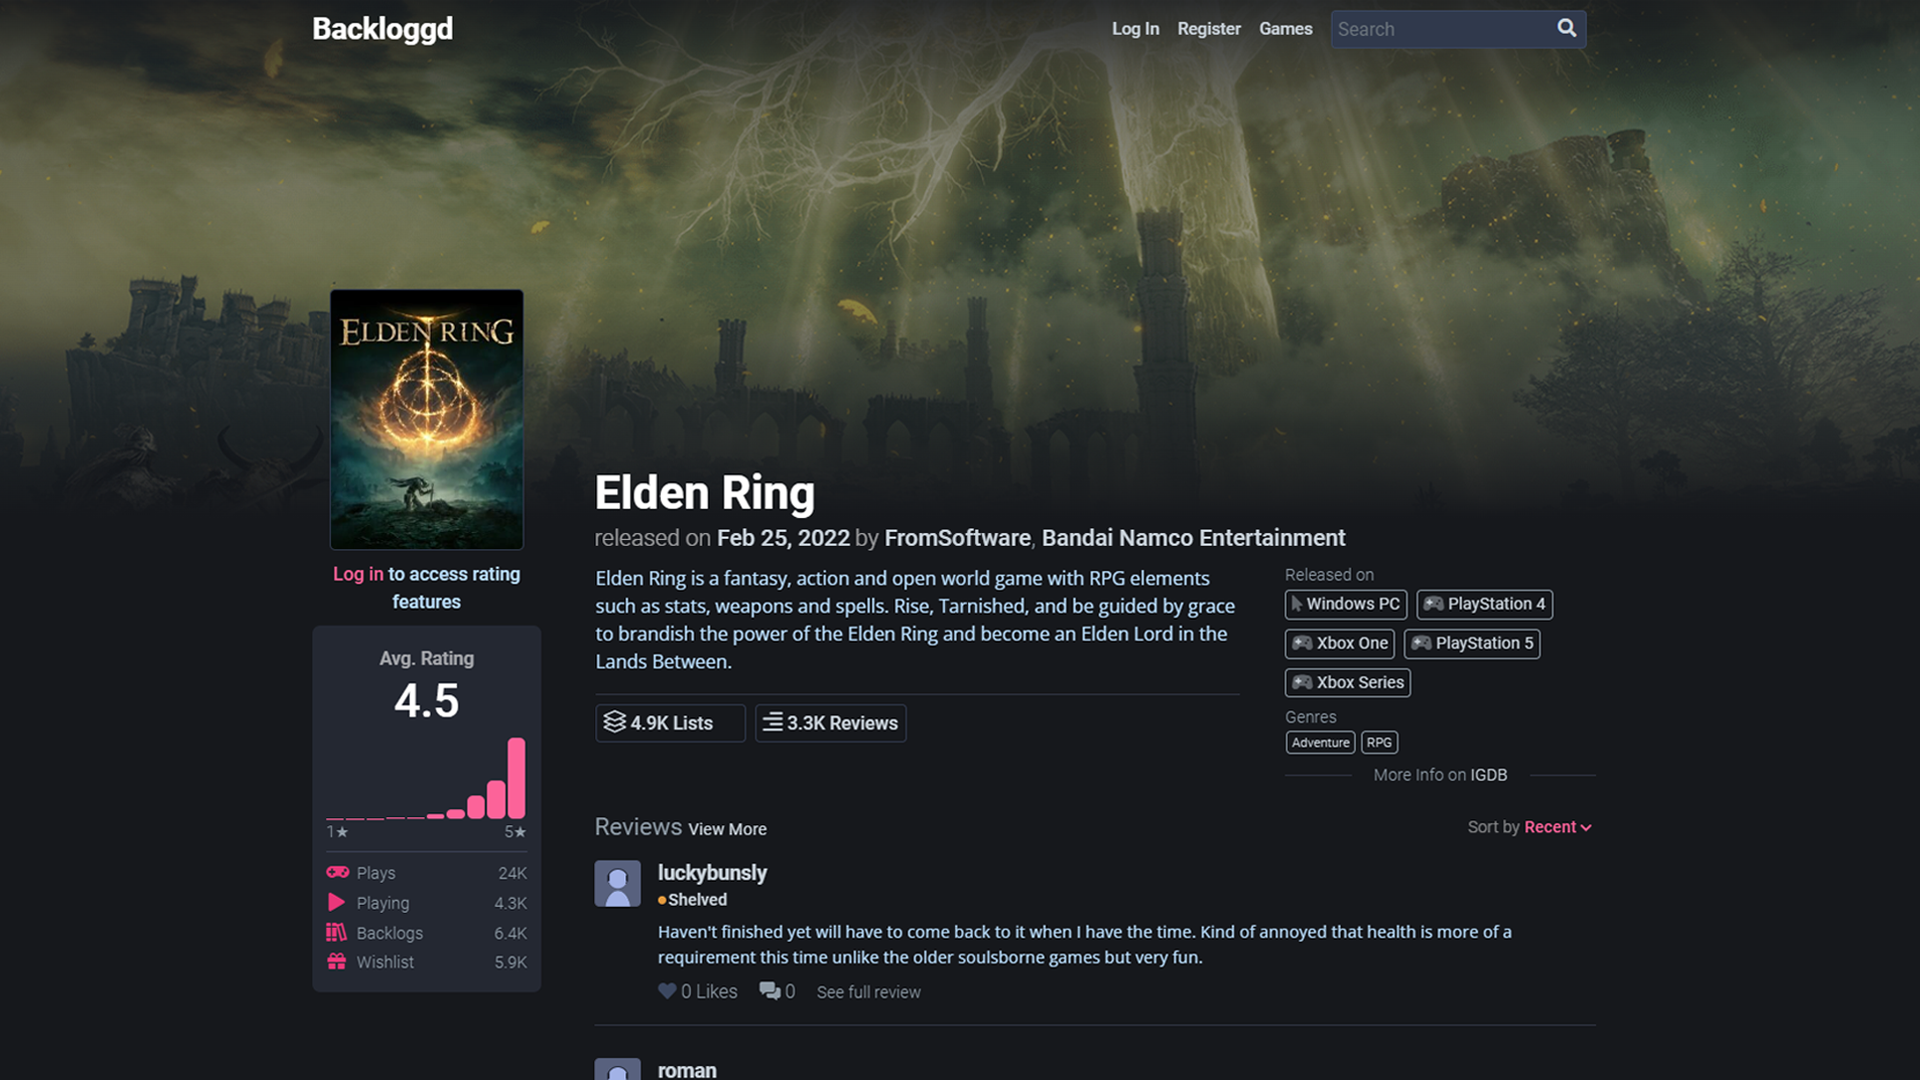 Backloggd
Log In Register Games Search
ELDEN RING
Elden Ring
released on Feb 25, 2022 by FromSoftware, Bandai Namco Entertainment
Log in to access rating
features
Elden Ring is a fantasy, action and open world game with RPG elements
such as stats, weapons and spells. Rise, Tarnished, and be guided by grace
to brandish the power of the Elden Ring and become an Elden Lord in the
Lands Between.
4.9K Lists 3.3K Reviews
Released on
Windows PC PlayStation 4
Xbox One PlayStation 5
Xbox Series
Genres
Adventure RPG
More Info on IGDB
Avg. Rating
4.5
1★ 5★
Plays 24K
Playing 4.3K
Backlogs 6.4K
Wishlist 5.9K
Reviews View More
Sort by Recent
luckybunsly
Shelved
Haven't finished yet will have to come back to it when I have the time. Kind of annoyed that health is more of a
requirement this time unlike the older soulsborne games but very fun.
0 Likes 0 See full review
roman